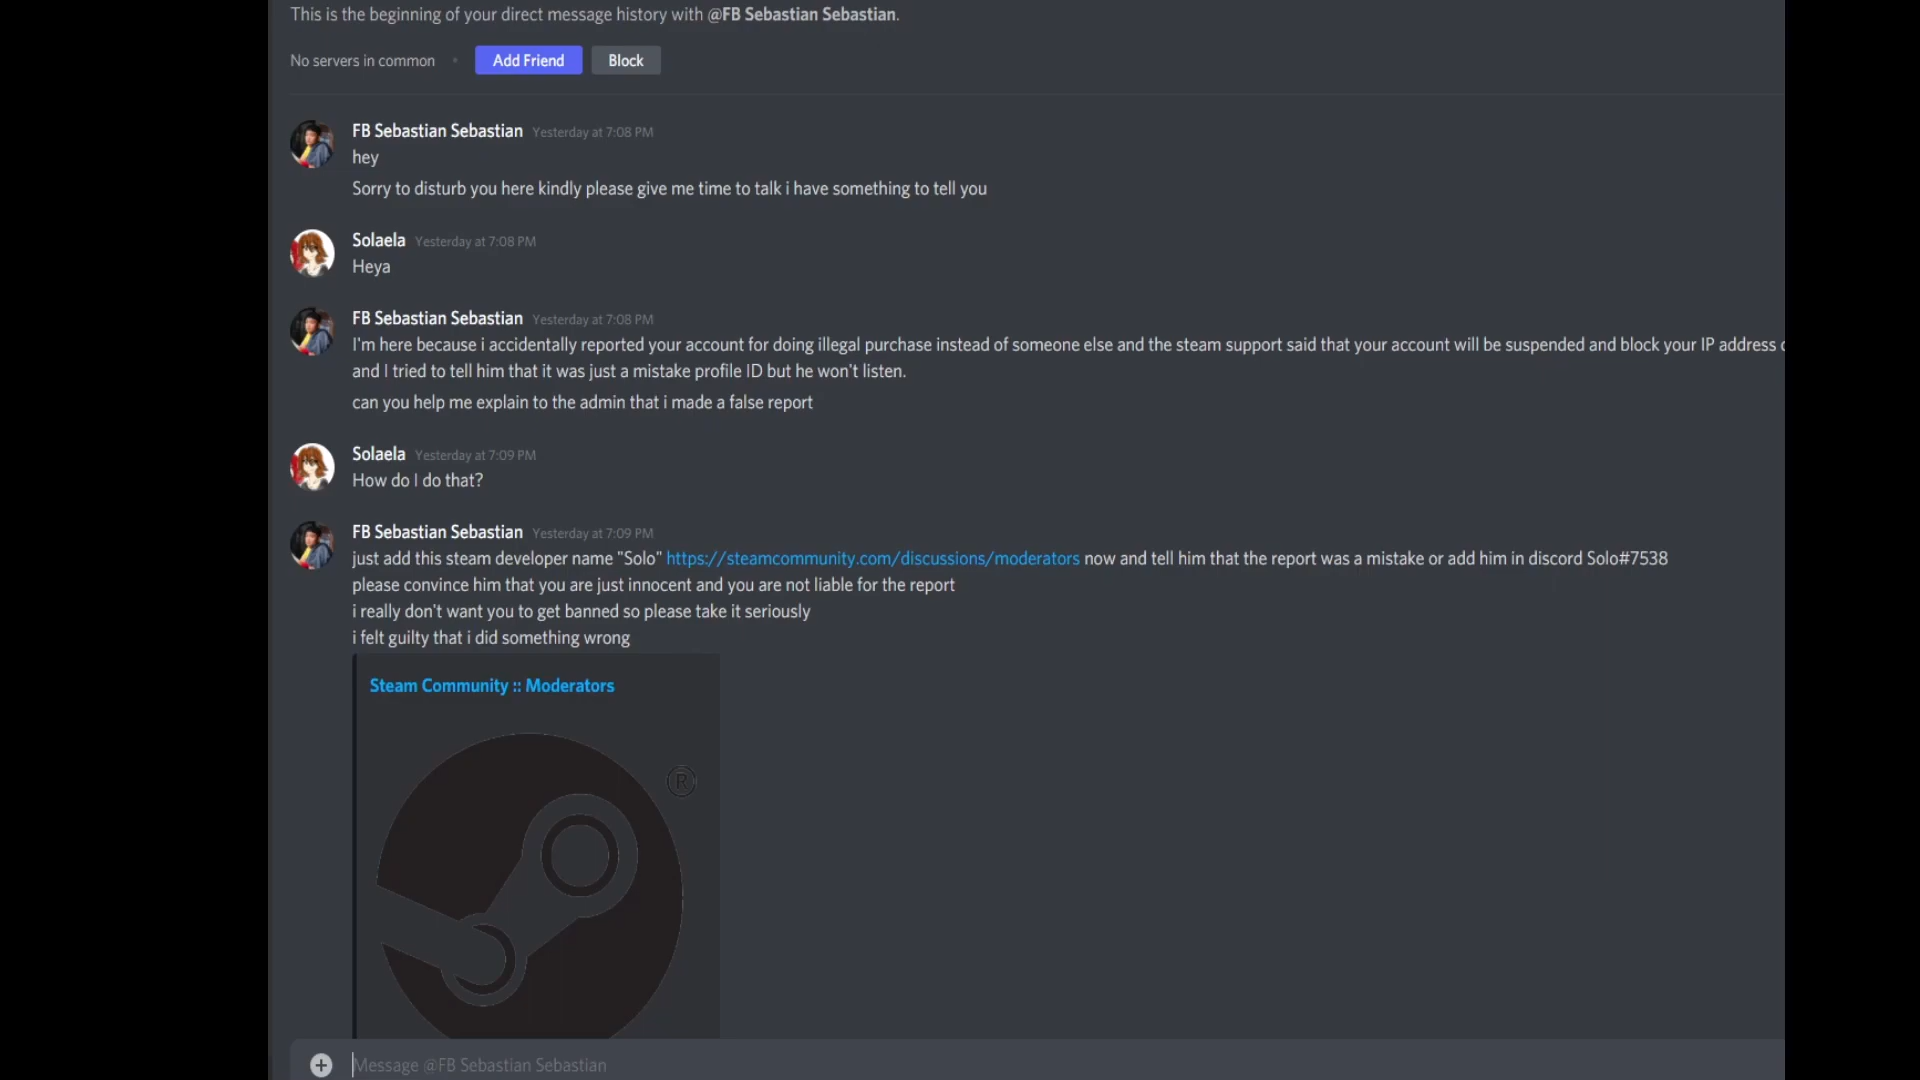 This is the beginning of your direct message history with @FB Sebastian Sebastian.
No servers in common • Add Friend Block
FB Sebastian Sebastian Yesterday at 7:08 PM
hey
Sorry to disturb you here kindly please give me time to talk i have something to tell you
Solaela Yesterday at 7:08 PM
Heya
FB Sebastian Sebastian Yesterday at 7:08 PM
I'm here because i accidentally reported your account for doing illegal purchase instead of someone else and the steam support said that your account will be suspended and block your IP address
and I tried to tell him that it was just a mistake profile ID but he won't listen.
can you help me explain to the admin that i made a false report
Solaela Yesterday at 7:09 PM
How do I do that?
FB Sebastian Sebastian Yesterday at 7:09 PM
just add this steam developer name "Solo" https://steamcommunity.com/discussions/moderators now and tell him that the report was a mistake or add him in discord Solo#7538
please convince him that you are just innocent and you are not liable for the report
i really don't want you to get banned so please take it seriously
i felt guilty that i did something wrong
Steam Community :: Moderators
®
Message @FB Sebastian Sebastian